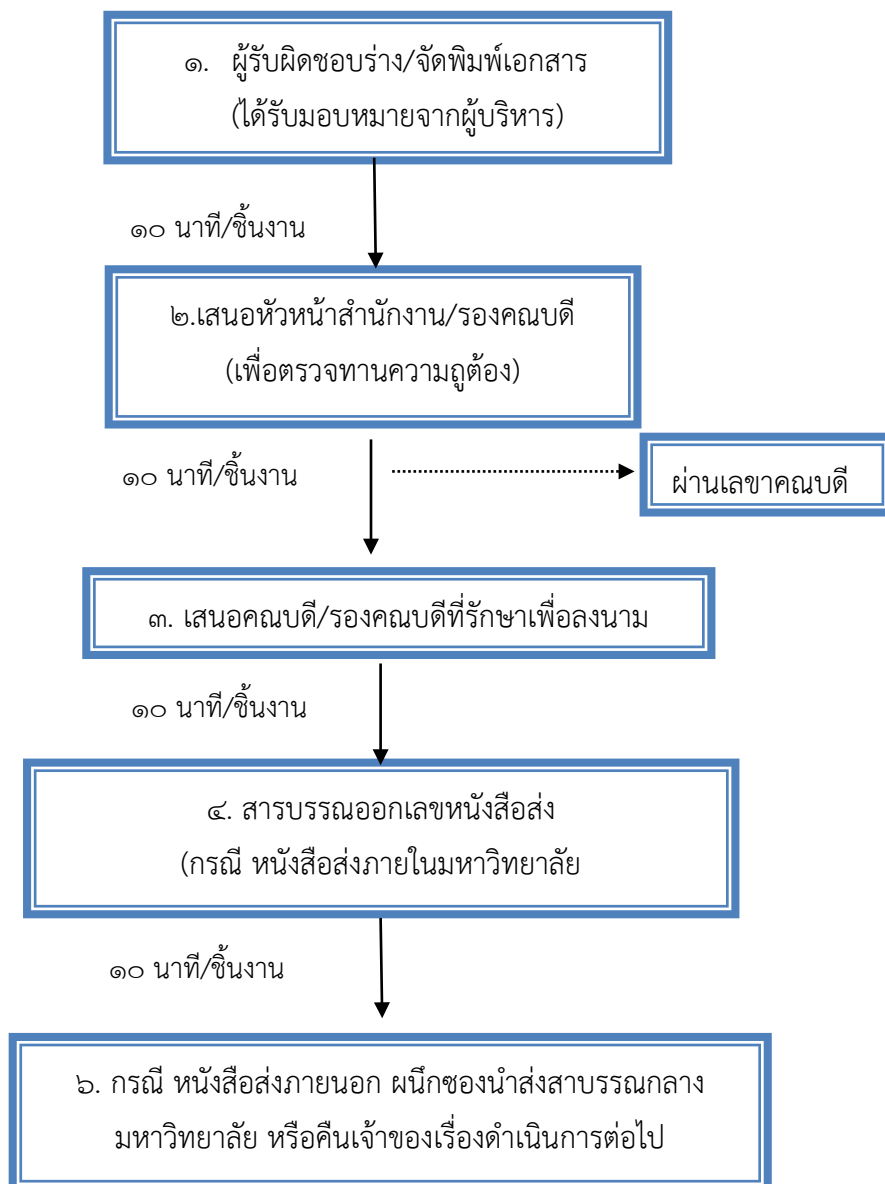 ๑. ผู้รับผิดชอบร่าง/จัดพิมพ์เอกสาร
(ได้รับมอบหมายจากผู้บริหาร)
๑๐ นาที/ชิ้นงาน
๒.เสนอหัวหน้าสำนักงาน/รองคณบดี
(เพื่อตรวจทานความถูต้อง)
๑๐ นาที/ชิ้นงาน
ผ่านเลขาคณบดี
๓. เสนอคณบดี/รองคณบดีที่รักษาเพื่อลงนาม
๑๐ นาที/ชิ้นงาน
๔. สารบรรณออกเลขหนังสือส่ง
(กรณี หนังสือส่งภายในมหาวิทยาลัย
๑๐ นาที/ชิ้นงาน
๖. กรณี หนังสือส่งภายนอก ผนึกซองนำส่งสาบรรณกลาง
มหาวิทยาลัย หรือคืนเจ้าของเรื่องดำเนินการต่อไป